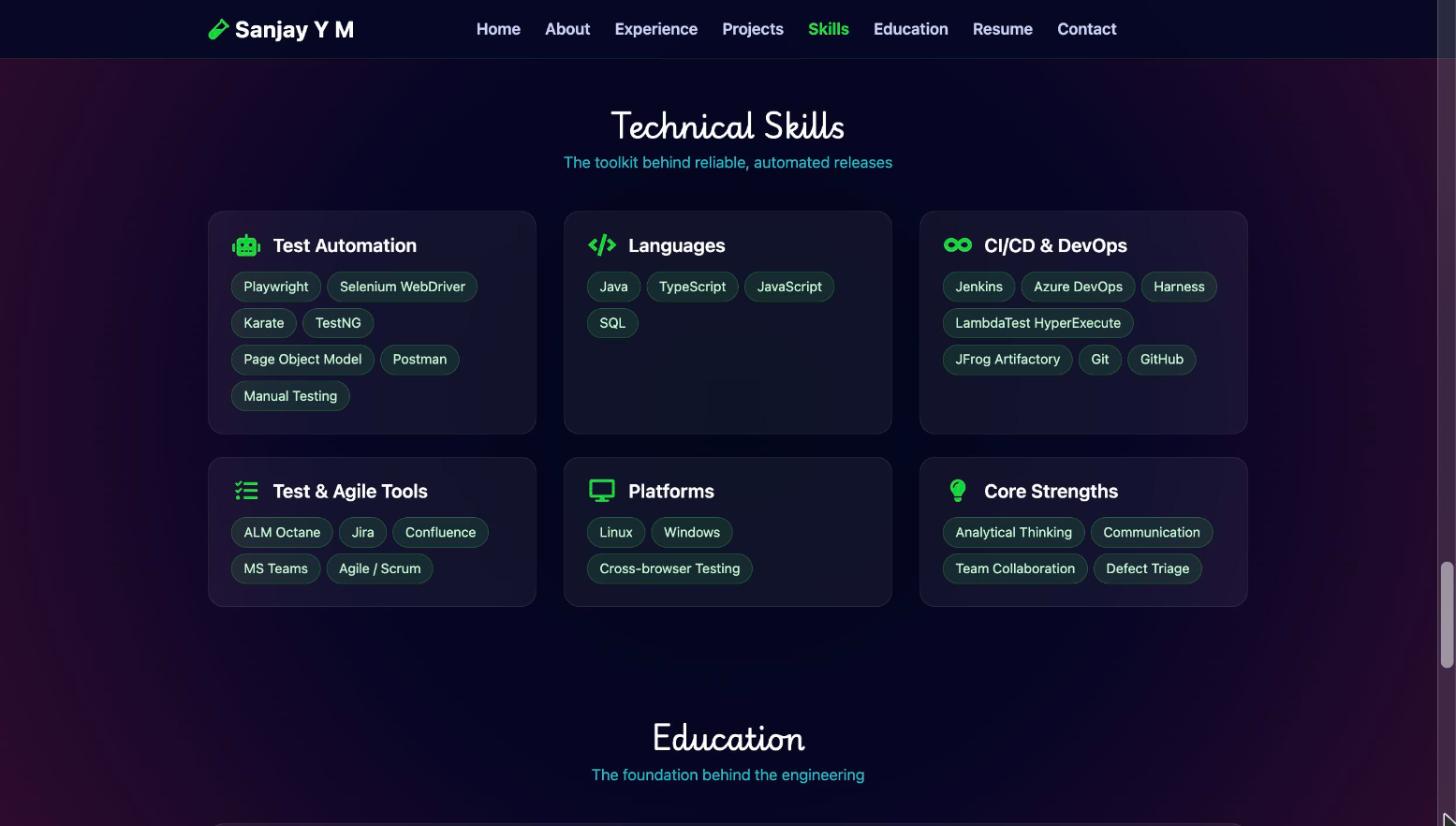 Sanjay Y M
Home About Experience Projects Skills Education Resume Contact
Technical Skills
The toolkit behind reliable, automated releases
Test Automation
Playwright Selenium WebDriver
Karate TestNG
Page Object Model Postman
Manual Testing
Languages
Java TypeScript JavaScript
SQL
CI/CD & DevOps
Jenkins Azure DevOps Harness
LambdaTest HyperExecute
JFrog Artifactory Git GitHub
Test & Agile Tools
ALM Octane Jira Confluence
MS Teams Agile / Scrum
Platforms
Linux Windows
Cross-browser Testing
Core Strengths
Analytical Thinking Communication
Team Collaboration Defect Triage
Education
The foundation behind the engineering